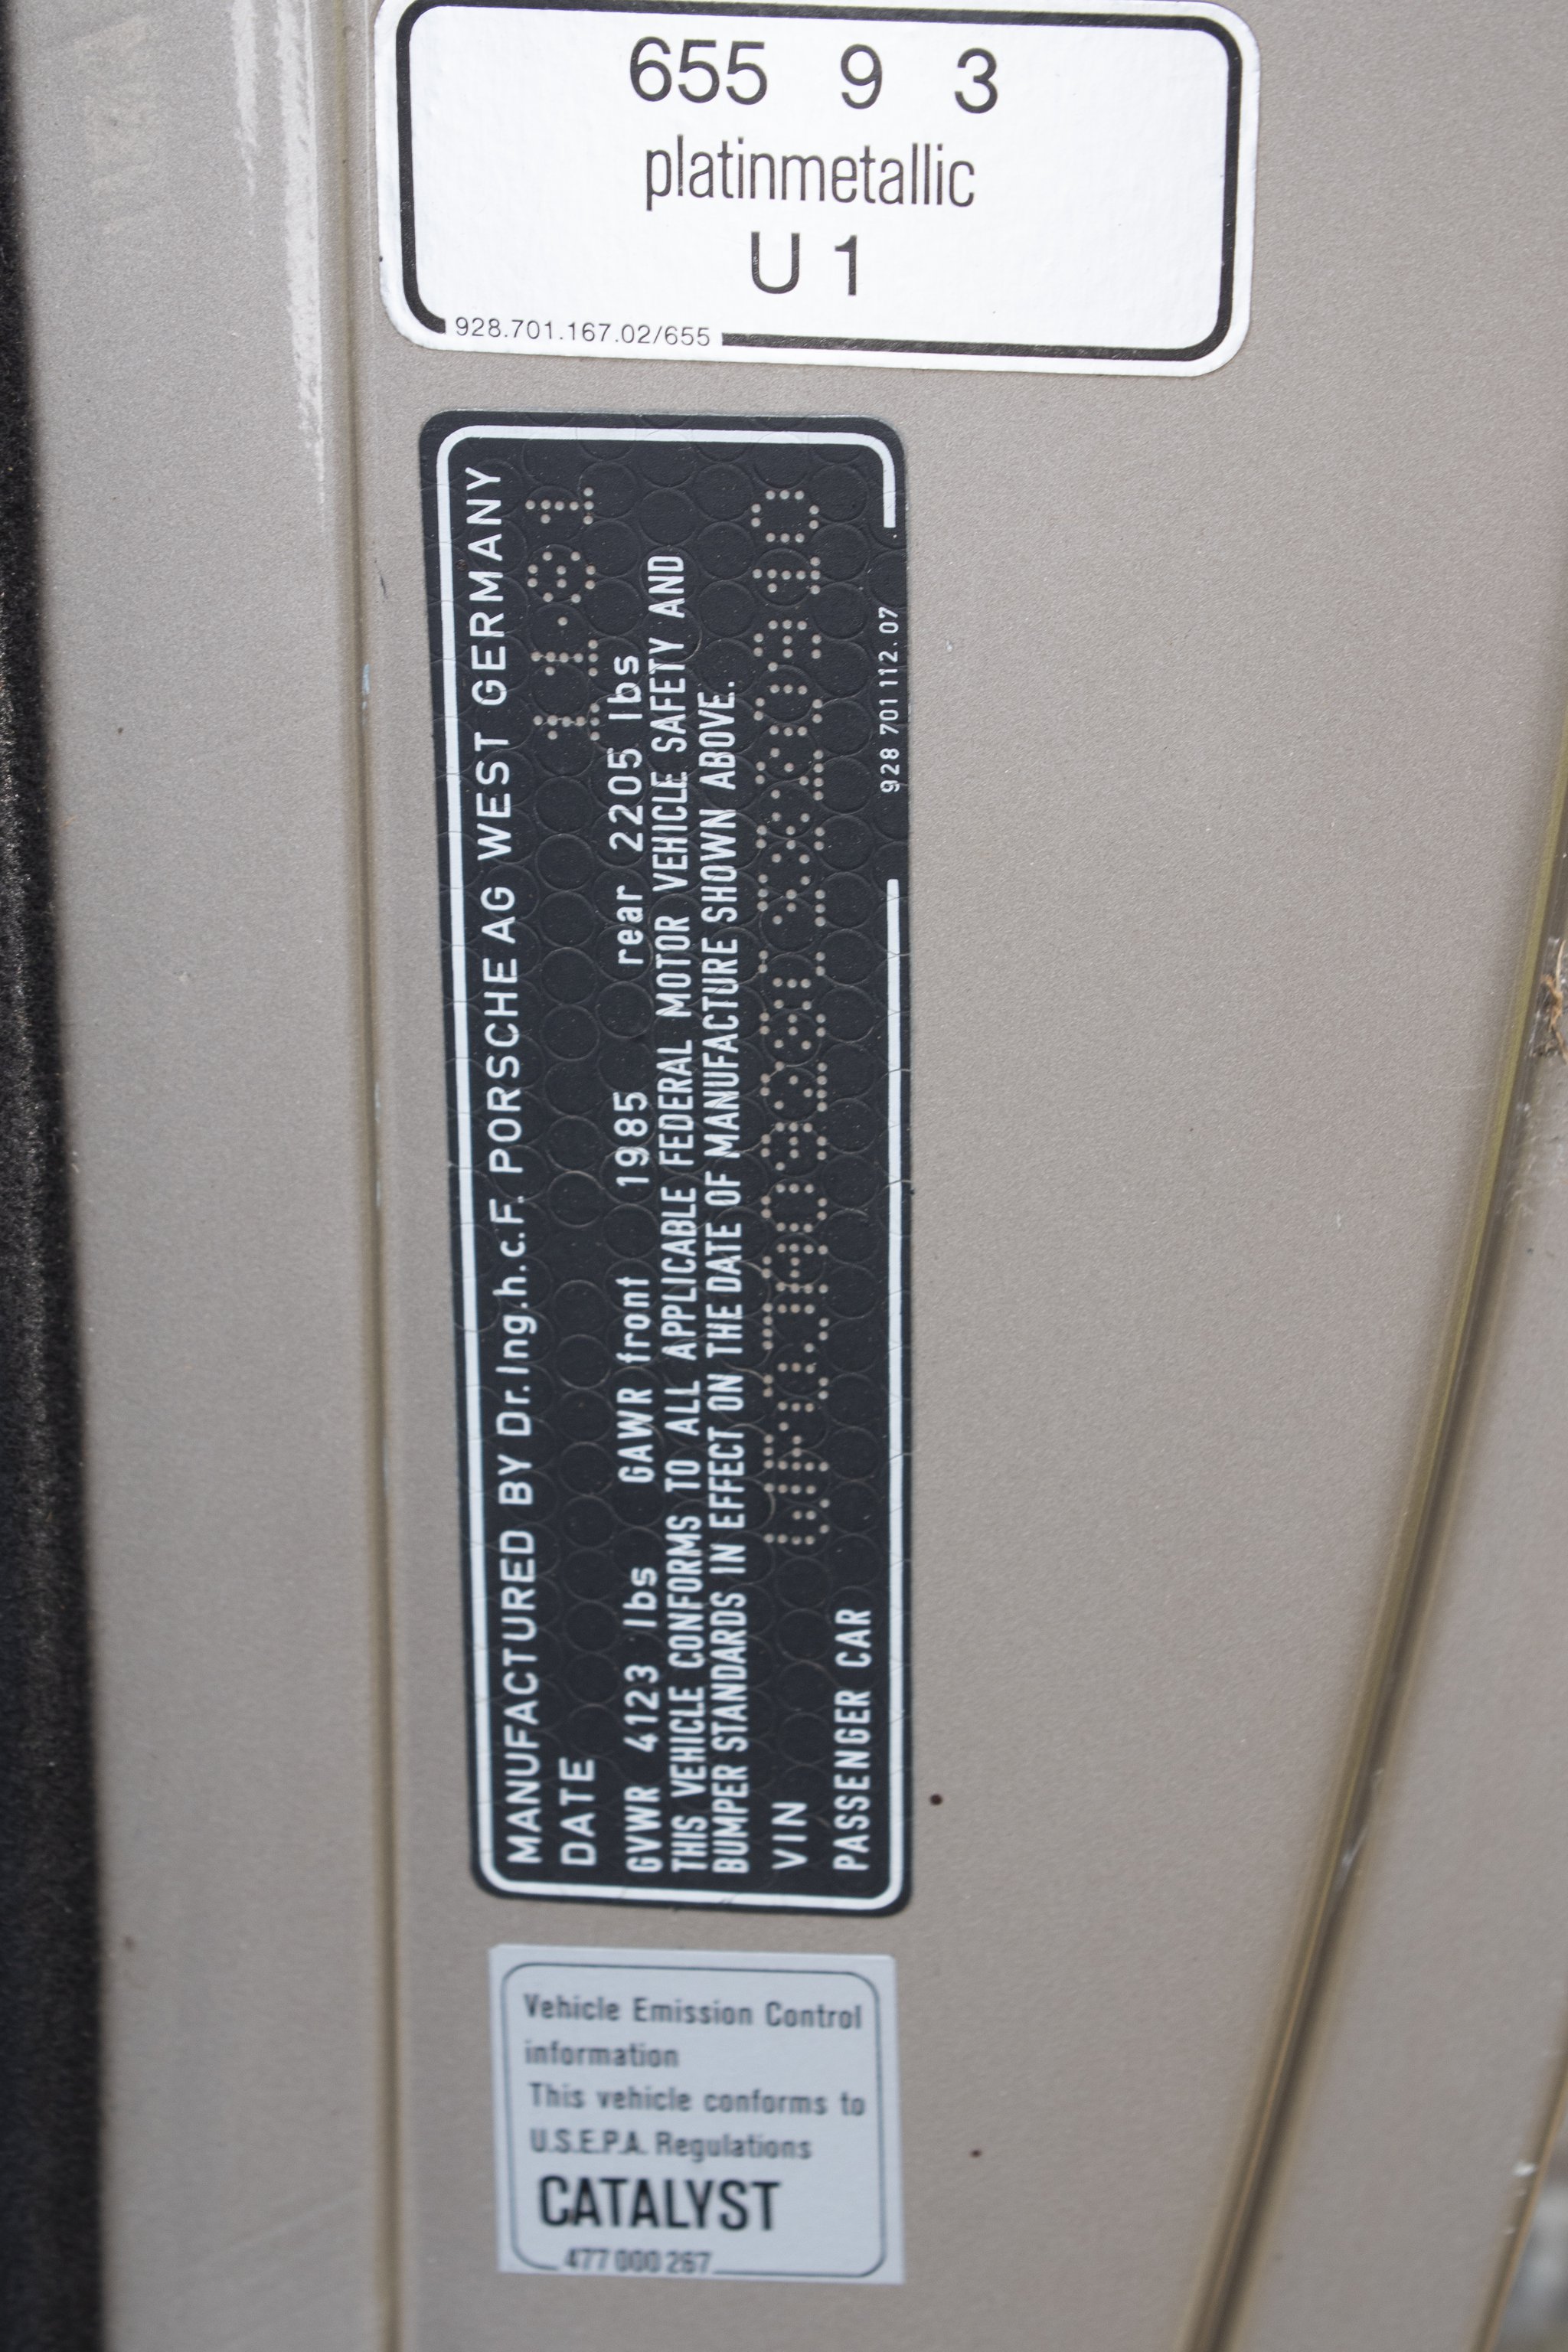 655 9 3
platinmetallic
U 1
928.701.167.02/655
MANUFACTURED BY Dr.Ing.h.c.F. PORSCHE AG WEST GERMANY
DATE 11·81
GVWR 4123 lbs GAWR front 1985 rear 2205 lbs
THIS VEHICLE CONFORMS TO ALL APPLICABLE FEDERAL MOTOR VEHICLE SAFETY AND
BUMPER STANDARDS IN EFFECT ON THE DATE OF MANUFACTURE SHOWN ABOVE.
VIN
PASSENGER CAR
928 701 112.07
Vehicle Emission Control
information
This vehicle conforms to
U.S.E.P.A. Regulations
CATALYST
477 000 267